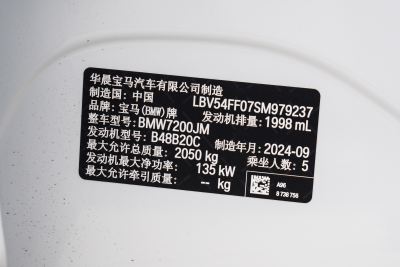 华晨宝马汽车有限公司制造
制造国：中国 LBV54FF07SM979237
品牌：宝马(BMW)牌 发动机排量：1998 mL
整车型号：BMW7200JM
发动机型号：B48B20C 制造年月：2024-09
最大允许总质量：2050 kg 乘坐人数：5
发动机最大净功率：135 kW
最大允许牵引质量：-- kg
A96
8 736 756